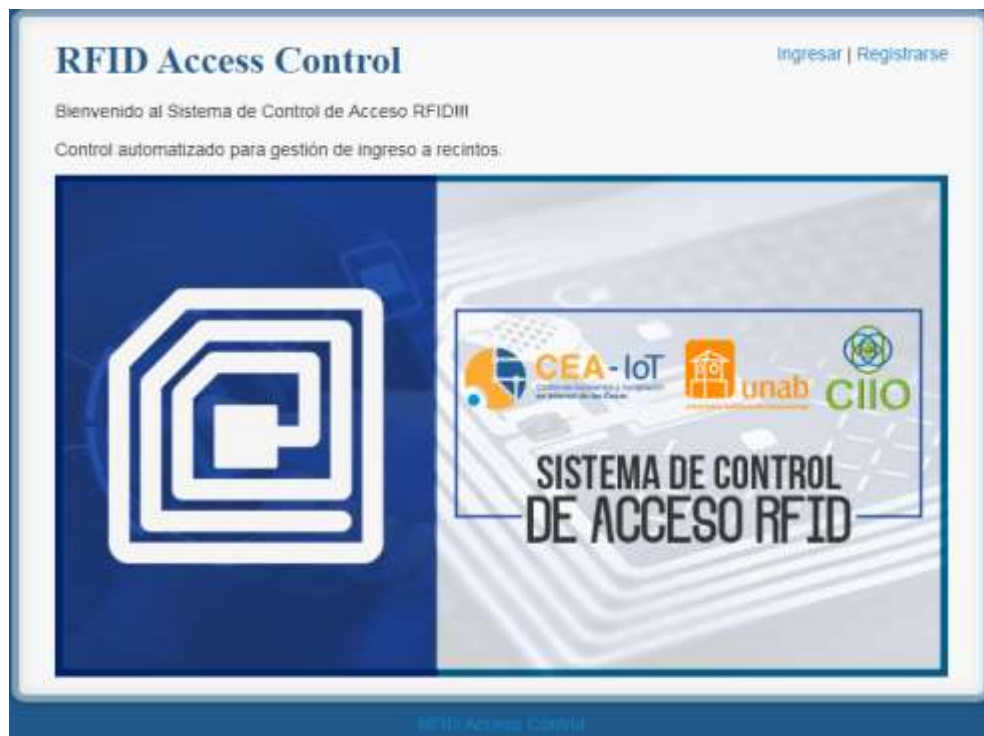 RFID Access Control
Ingresar | Registrarse
Bienvenido al Sistema de Control de Acceso RFID!!!
Control automatizado para gestión de ingreso a recintos.
CEA-IoT
unab
CIIO
SISTEMA DE CONTROL
DE ACCESO RFID
RFID Access Control